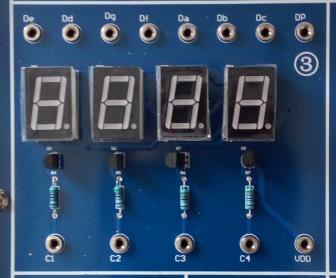 De Dd Dg Df Da Db Dc DP
3
C1 C2 C3 C4 VDD